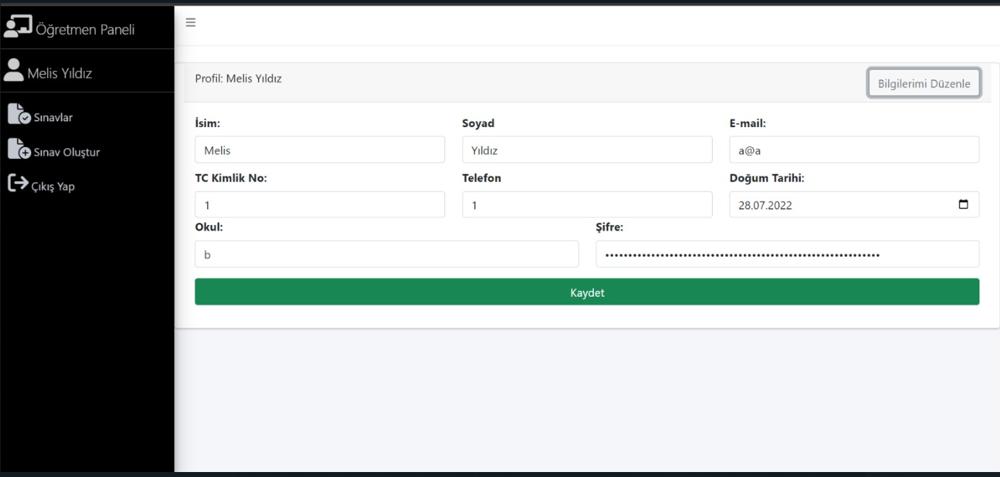 Öğretmen Paneli
Melis Yıldız
Sınavlar
Sınav Oluştur
Çıkış Yap
Profil: Melis Yıldız
Bilgilerimi Düzenle
İsim:
Soyad
E-mail:
Melis
Yıldız
a@a
TC Kimlik No:
Telefon
Doğum Tarihi:
1
1
28.07.2022
Okul:
Şifre:
b
••••••••••••••••••••••••••••••••••••••••••••••••••••••••••••
Kaydet